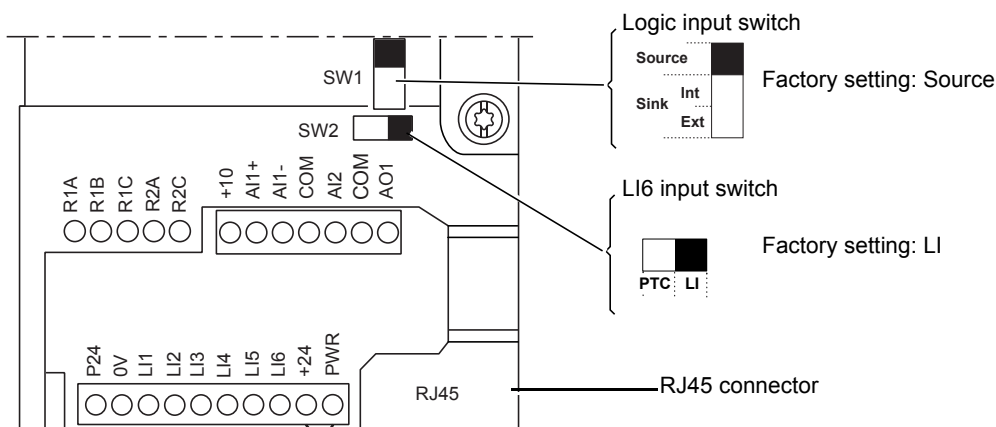 Logic input switch
SW1
Source
Sink
Int
Ext
Factory setting: Source
SW2
R1A
R1B
R1C
R2A
R2C
+10
AI1+
AI1-
COM
AI2
COM
AO1
LI6 input switch
PTC
LI
Factory setting: LI
P24
0V
LI1
LI2
LI3
LI4
LI5
LI6
+24
PWR
RJ45
RJ45 connector